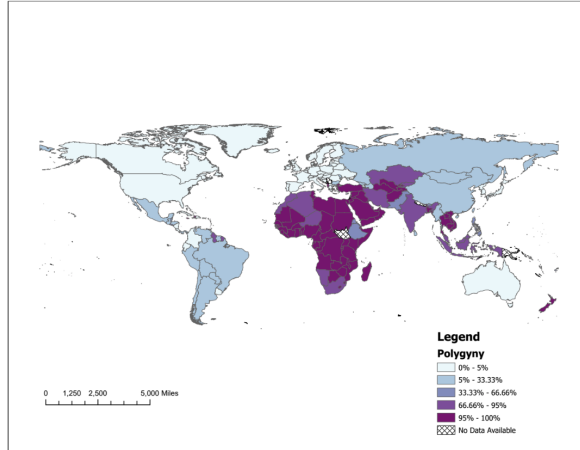 Legend
Polygyny
0% - 5%
5% - 33.33%
33.33% - 66.66%
66.66% - 95%
95% - 100%
No Data Available
0 1,250 2,500 5,000 Miles